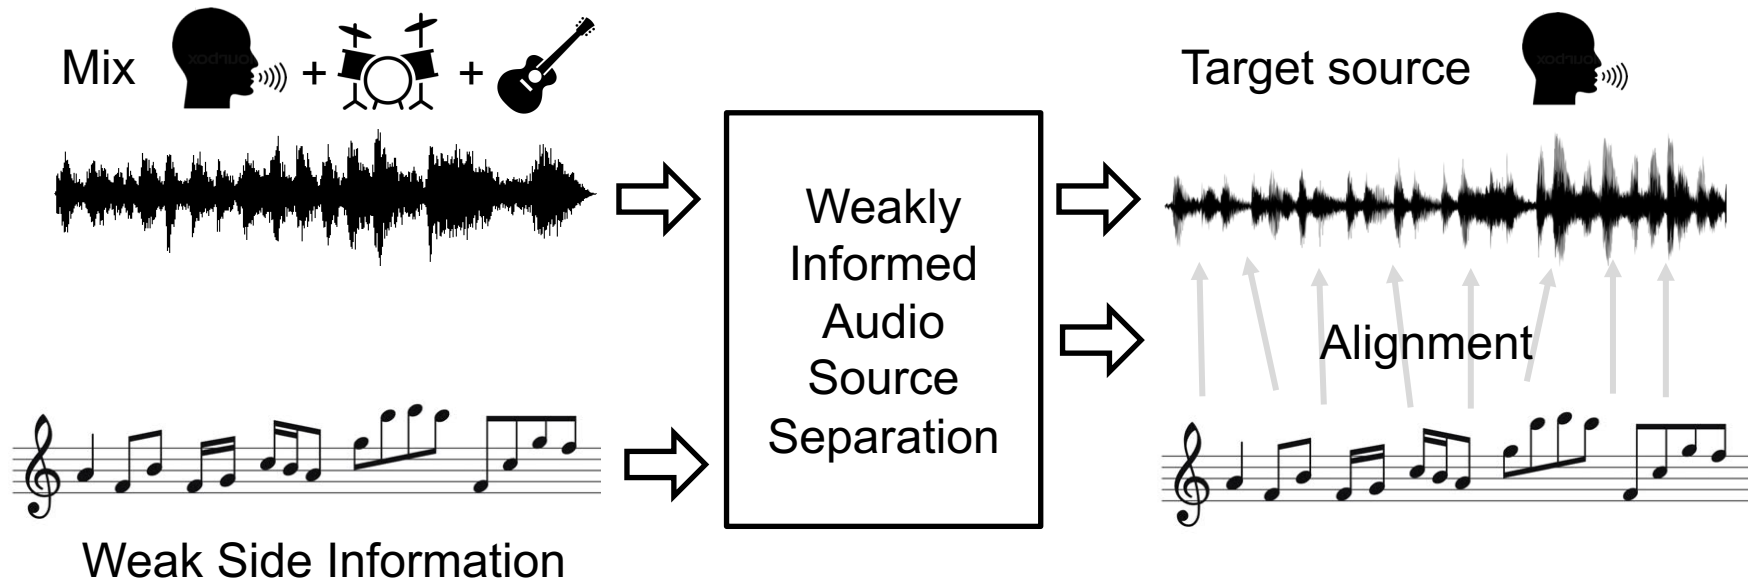 Mix + +
Target source
Weakly
Informed
Audio
Source
Separation
Alignment
Weak Side Information